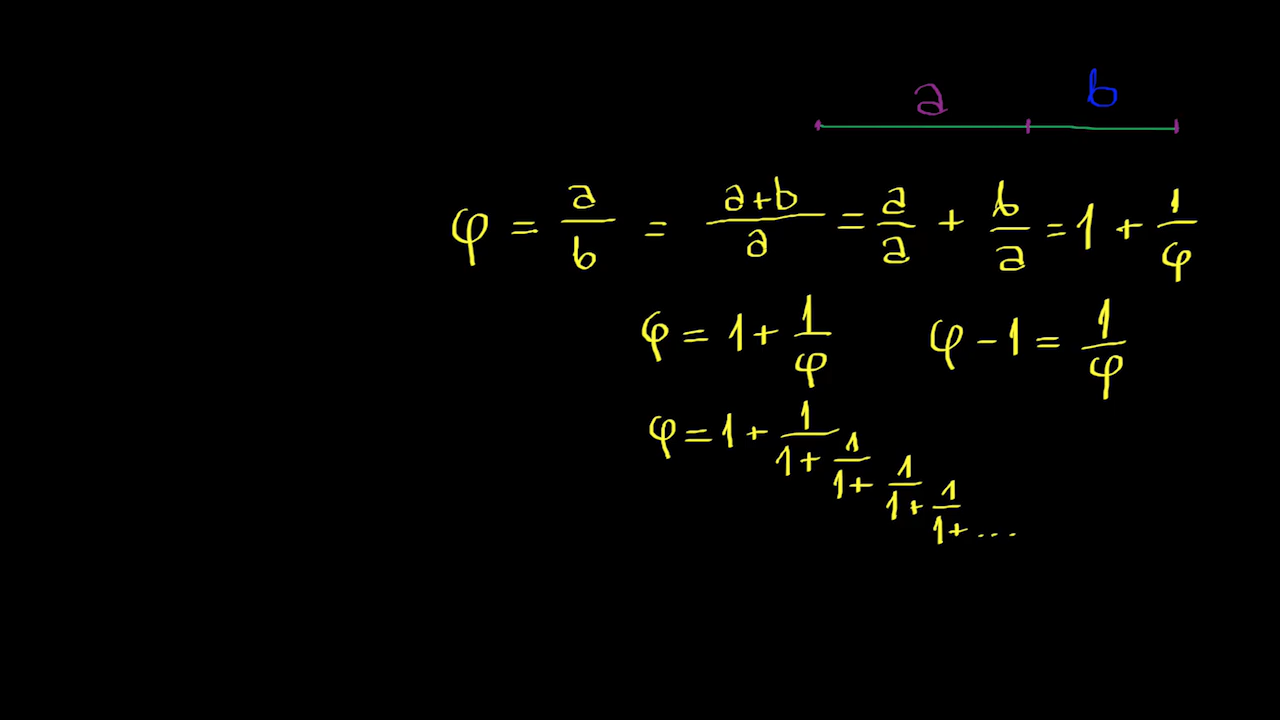 a b
φ = a/b = (a+b)/a = a/a + b/a = 1 + 1/φ
φ = 1 + 1/φ φ - 1 = 1/φ
φ = 1 + 1/(1 + 1/(1 + 1/(1 + 1/(1 + ...))))